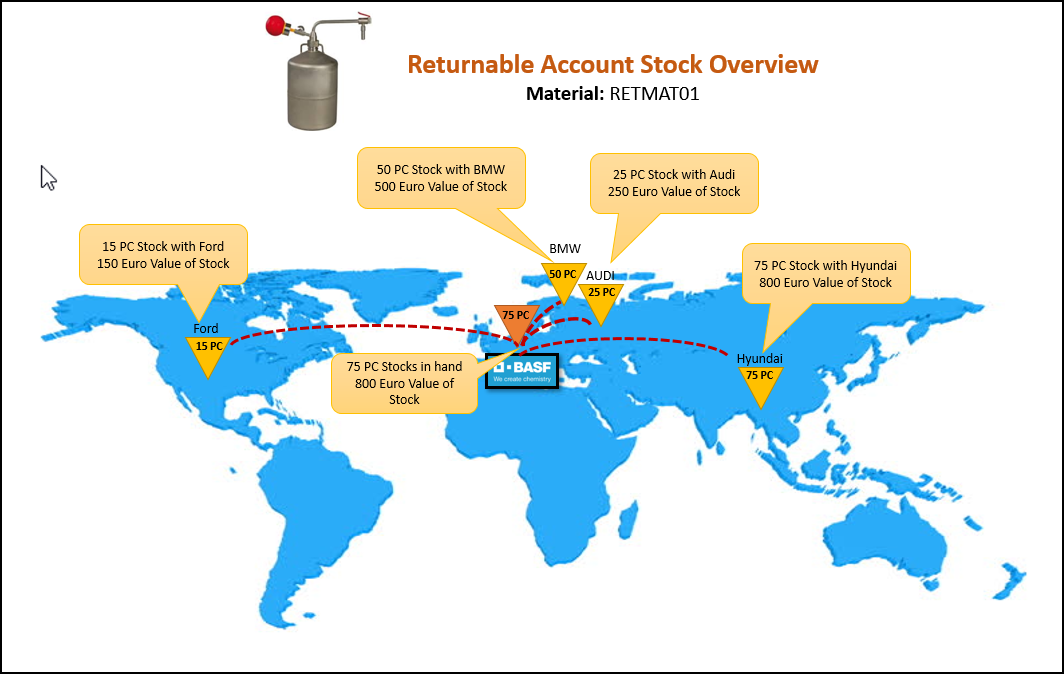 Returnable Account Stock Overview
Material: RETMAT01
50 PC Stock with BMW
500 Euro Value of Stock
25 PC Stock with Audi
250 Euro Value of Stock
15 PC Stock with Ford
150 Euro Value of Stock
75 PC Stock with Hyundai
800 Euro Value of Stock
BMW
50 PC
AUDI
25 PC
75 PC
Ford
15 PC
Hyundai
75 PC
75 PC Stocks in hand
800 Euro Value of
Stock
BASF
We create chemistry